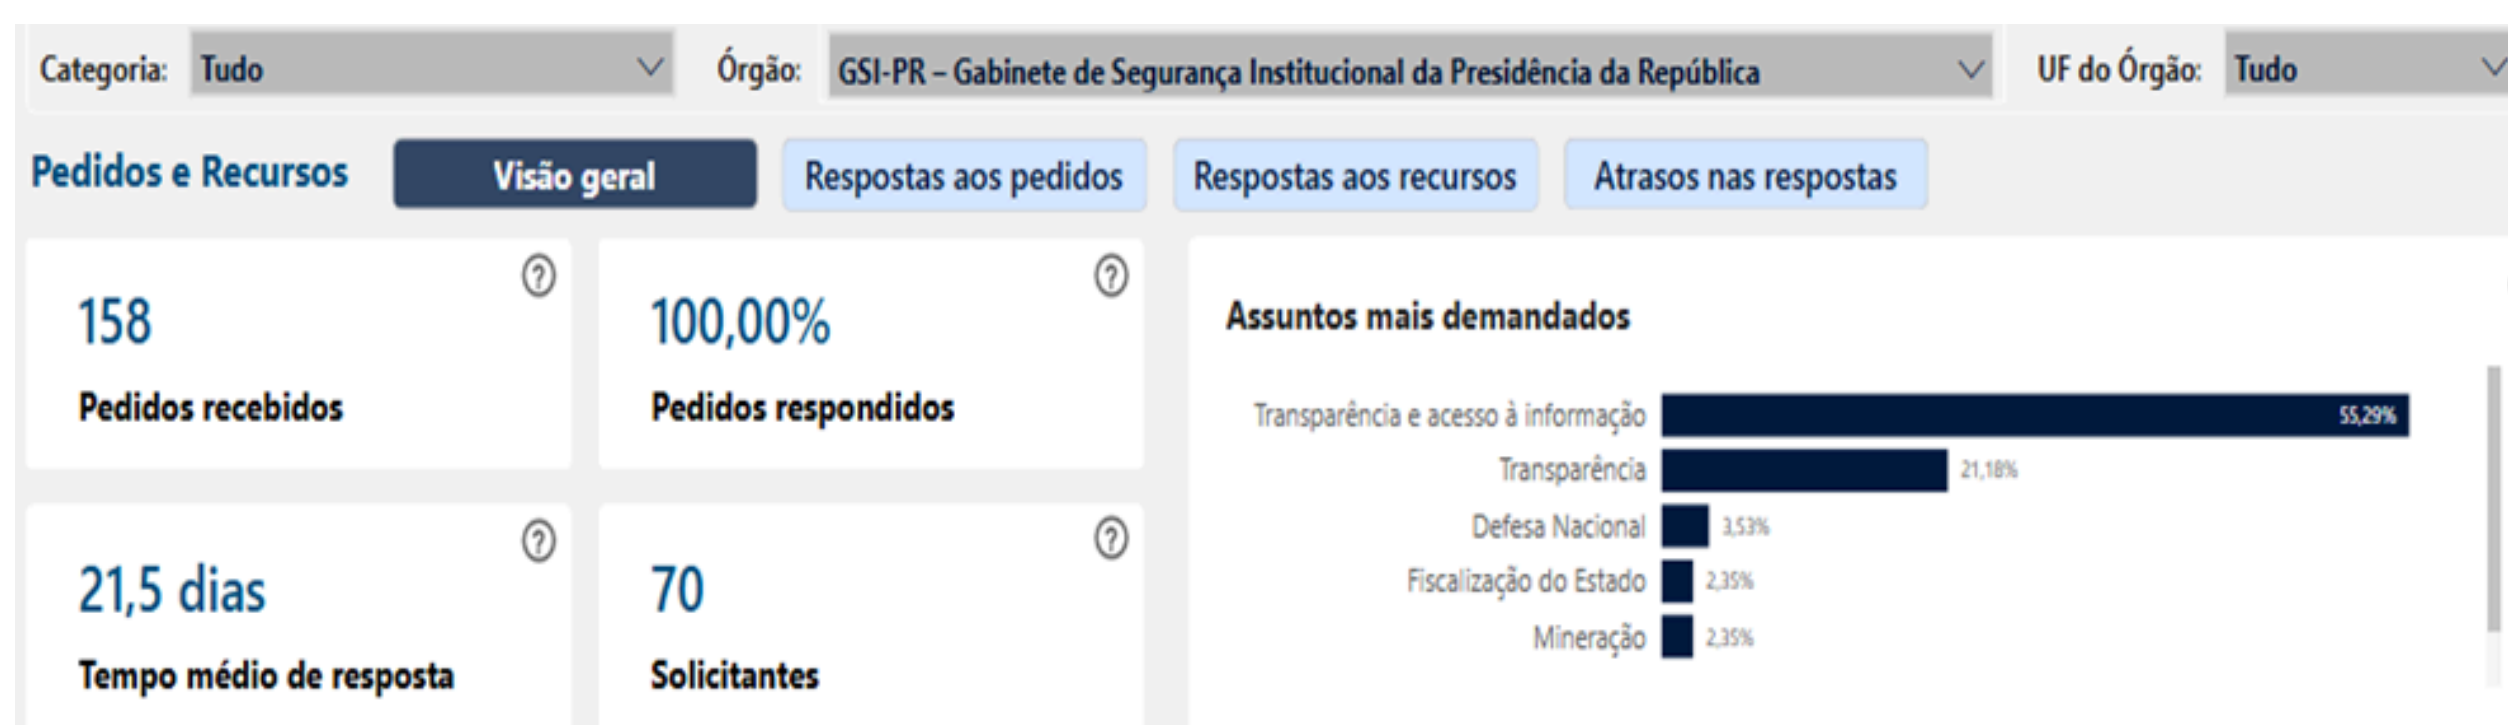 Categoria: Tudo Órgão: GSI-PR – Gabinete de Segurança Institucional da Presidência da República UF do Órgão: Tudo
Pedidos e Recursos Visão geral Respostas aos pedidos Respostas aos recursos Atrasos nas respostas
158
Pedidos recebidos
100,00%
Pedidos respondidos
21,5 dias
Tempo médio de resposta
70
Solicitantes
Assuntos mais demandados
Transparência e acesso à informação 55,29%
Transparência 21,18%
Defesa Nacional 3,53%
Fiscalização do Estado 2,35%
Mineração 2,35%